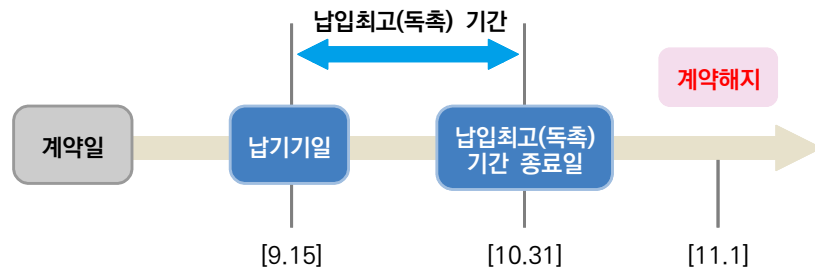 납입최고(독촉) 기간
계약해지
계약일
납기기일
납입최고(독촉)
기간 종료일
[9.15]
[10.31]
[11.1]